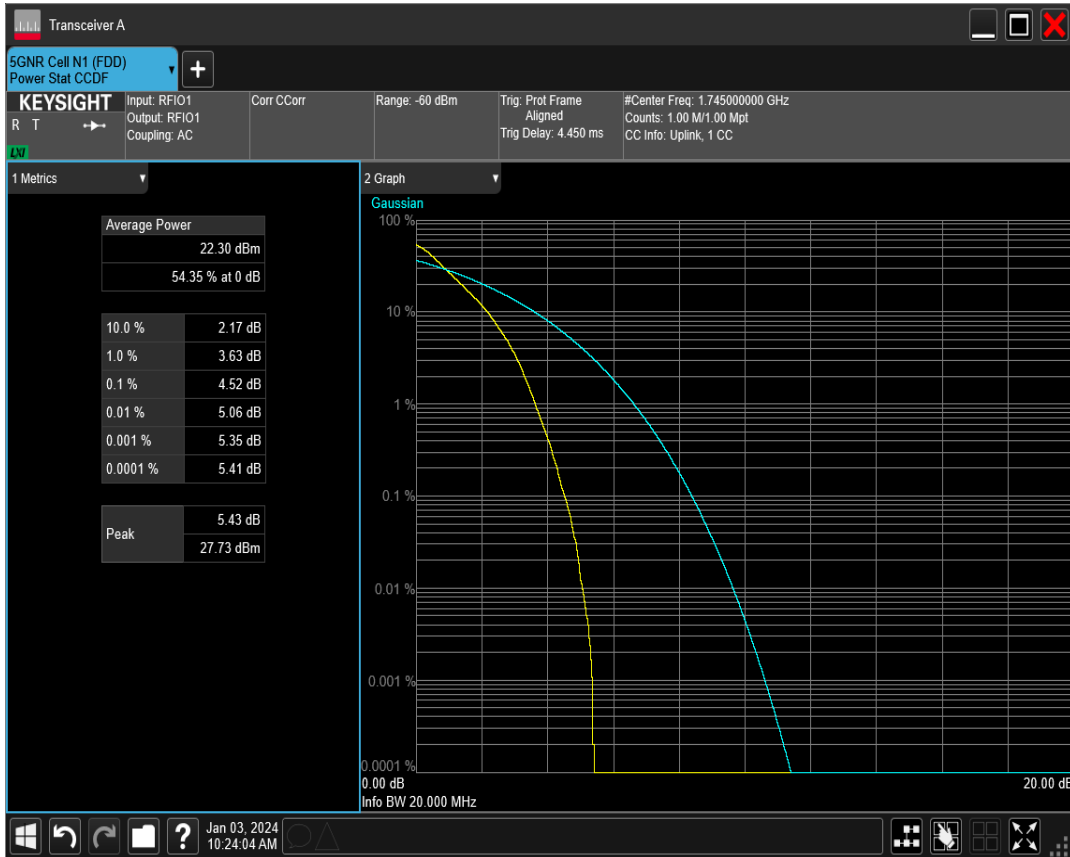 Transceiver A
5GNR Cell N1 (FDD)
Power Stat CCDF
+
KEYSIGHT
R T
LXI
Input: RFIO1
Output: RFIO1
Coupling: AC
Corr CCorr
Range: -60 dBm
Trig: Prot Frame
Aligned
Trig Delay: 4.450 ms
#Center Freq: 1.745000000 GHz
Counts: 1.00 M/1.00 Mpt
CC Info: Uplink, 1 CC
1 Metrics
Average Power
22.30 dBm
54.35 % at 0 dB
10.0 % 2.17 dB
1.0 % 3.63 dB
0.1 % 4.52 dB
0.01 % 5.06 dB
0.001 % 5.35 dB
0.0001 % 5.41 dB
Peak
5.43 dB
27.73 dBm
2 Graph
Gaussian
100 %
10 %
1 %
0.1 %
0.01 %
0.001 %
0.0001 %
0.00 dB 20.00 dB
Info BW 20.000 MHz
?
Jan 03, 2024
10:24:04 AM